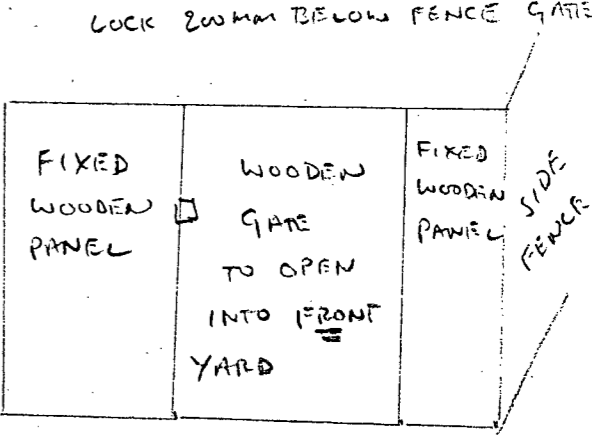 LOCK 200MM BELOW FENCE GATE
FIXED
WOODEN
PANEL
WOODEN
GATE
TO OPEN
INTO FRONT
YARD
FIXED
WOODEN
PANEL
SIDE
FENCE